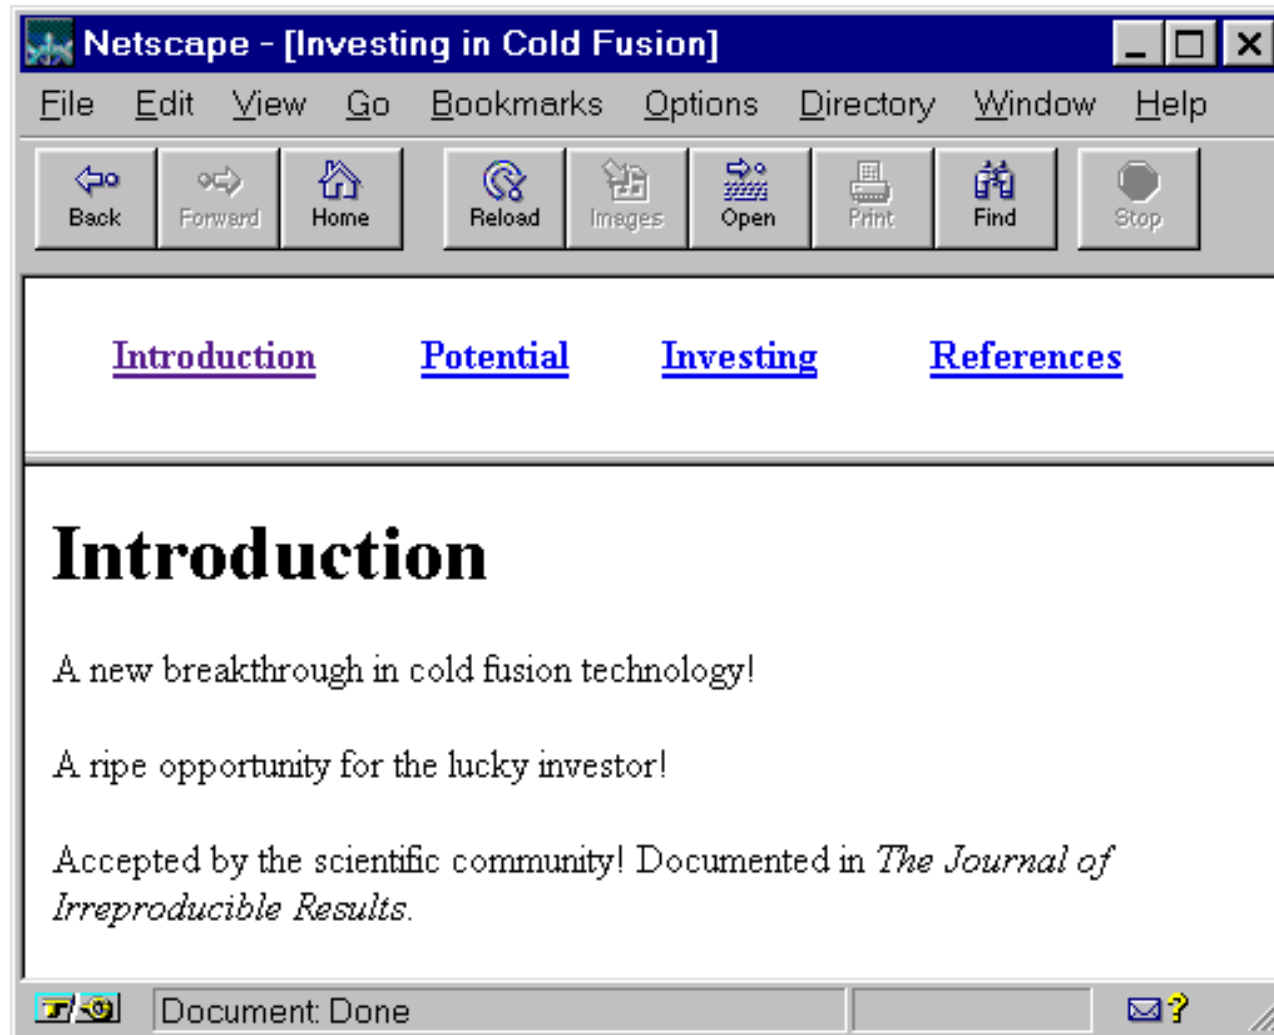 Netscape - [Investing in Cold Fusion]
File Edit View Go Bookmarks Options Directory Window Help
Back Forward Home Reload Images Open Print Find Stop
Introduction Potential Investing References
Introduction
A new breakthrough in cold fusion technology!
A ripe opportunity for the lucky investor!
Accepted by the scientific community! Documented in The Journal of
Irreproducible Results.
Document: Done
?